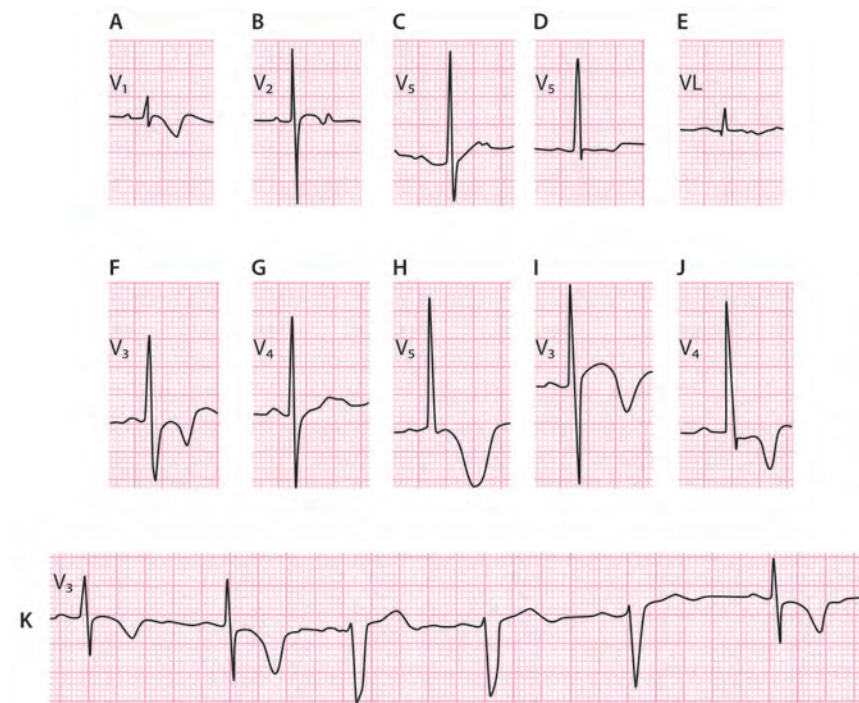 A B C D E
V₁ V₂ V₅ V₅ VL
F G H I J
V₃ V₄ V₅ V₃ V₄
K V₃